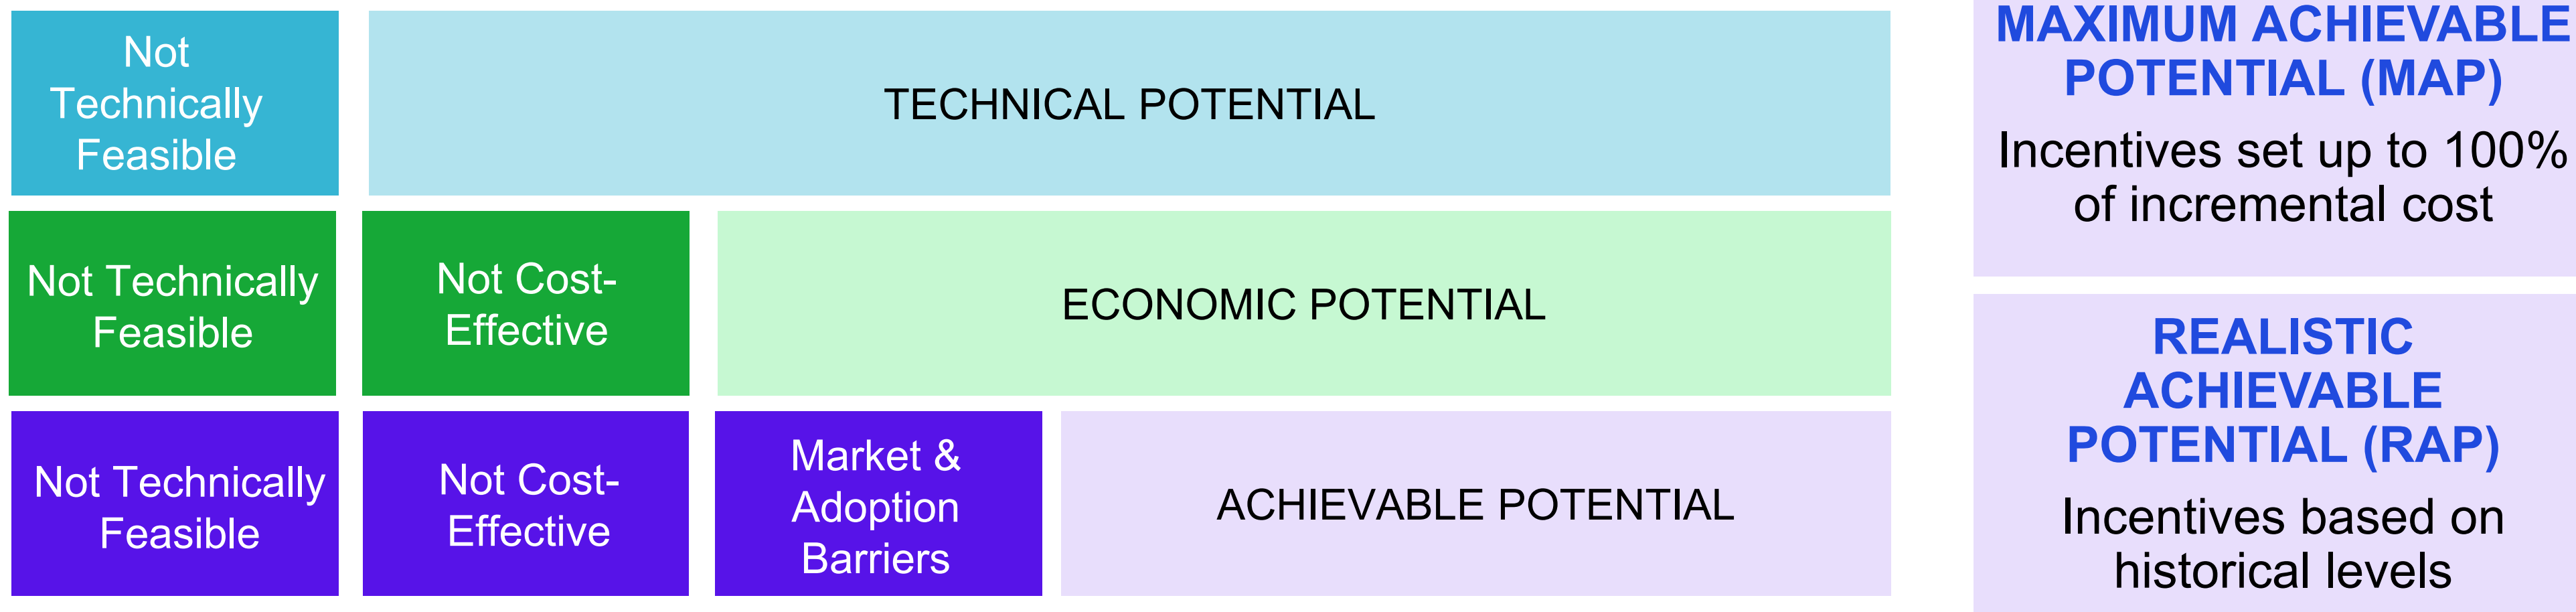 Not
Technically
Feasible
TECHNICAL POTENTIAL
Not Technically
Feasible
Not Cost-
Effective
ECONOMIC POTENTIAL
Not Technically
Feasible
Not Cost-
Effective
Market &
Adoption
Barriers
ACHIEVABLE POTENTIAL
MAXIMUM ACHIEVABLE
POTENTIAL (MAP)
Incentives set up to 100%
of incremental cost
REALISTIC
ACHIEVABLE
POTENTIAL (RAP)
Incentives based on
historical levels